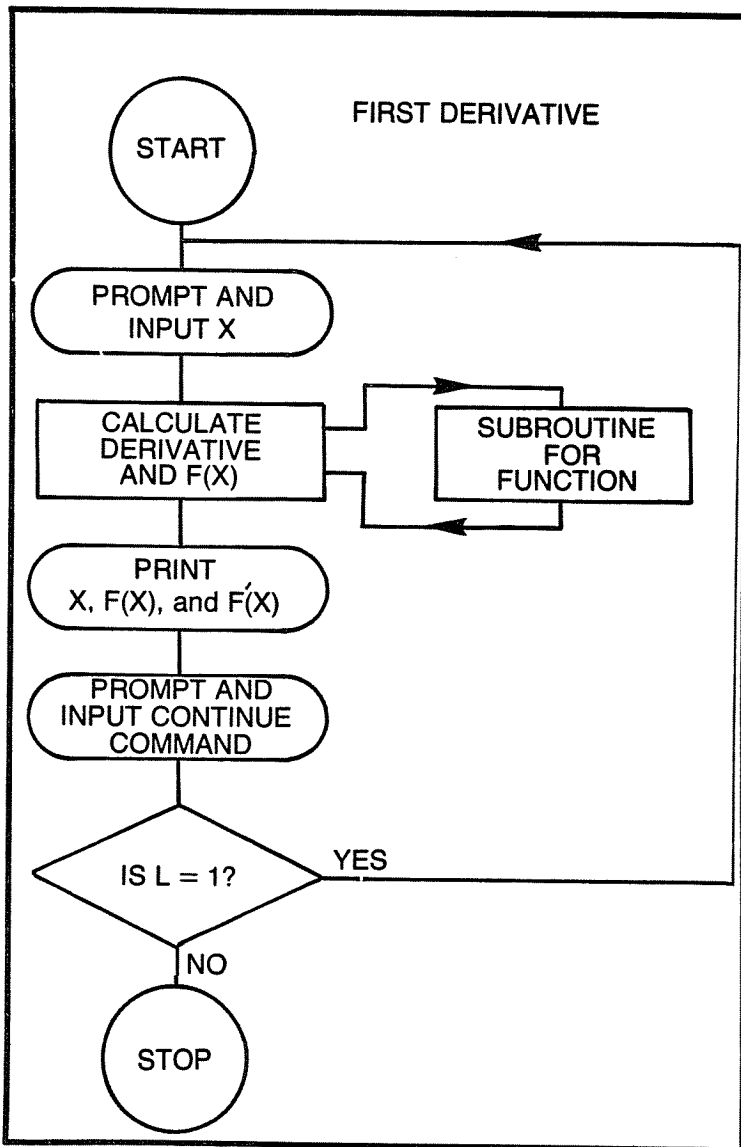 FIRST DERIVATIVE
START
PROMPT AND
INPUT X
CALCULATE
DERIVATIVE
AND F(X)
SUBROUTINE
FOR
FUNCTION
PRINT
X, F(X), and F′(X)
PROMPT AND
INPUT CONTINUE
COMMAND
IS L = 1?
YES
NO
STOP